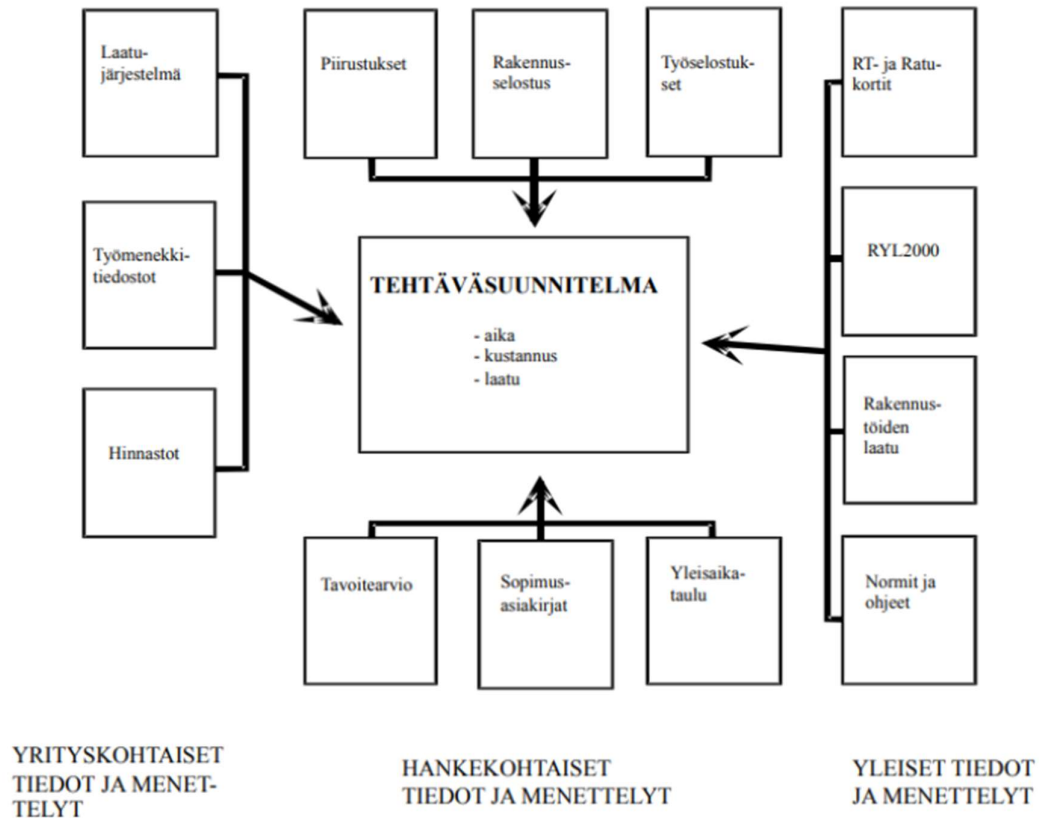 Laatu-
järjestelmä
Piirustukset
Rakennus-
selostus
Työselostuk-
set
RT- ja Ratu-
kortit
Työmenekki-
tiedostot
RYL2000
TEHTÄVÄSUUNNITELMA
- aika
- kustannus
- laatu
Hinnastot
Rakennus-
töiden
laatu
Tavoitearvio
Sopimus-
asiakirjat
Yleisaika-
taulu
Normit ja
ohjeet
YRITYSKOHTAISET
TIEDOT JA MENET-
TELYT
HANKEKOHTAISET
TIEDOT JA MENETTELYT
YLEISET TIEDOT
JA MENETTELYT